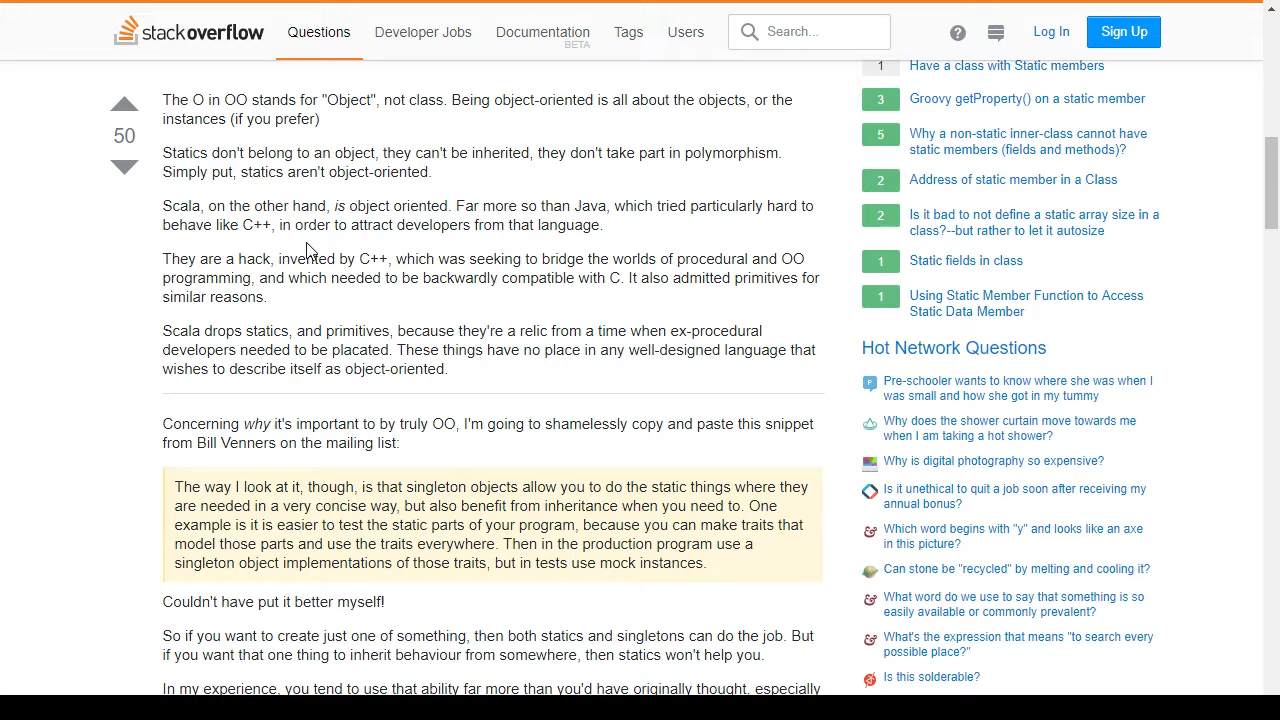 stackoverflow Questions Developer Jobs Documentation BETA Tags Users Search... Log In Sign Up
50
The O in OO stands for "Object", not class. Being object-oriented is all about the objects, or the
instances (if you prefer)
Statics don't belong to an object, they can't be inherited, they don't take part in polymorphism.
Simply put, statics aren't object-oriented.
Scala, on the other hand, is object oriented. Far more so than Java, which tried particularly hard to
behave like C++, in order to attract developers from that language.
They are a hack, invented by C++, which was seeking to bridge the worlds of procedural and OO
programming, and which needed to be backwardly compatible with C. It also admitted primitives for
similar reasons.
Scala drops statics, and primitives, because they're a relic from a time when ex-procedural
developers needed to be placated. These things have no place in any well-designed language that
wishes to describe itself as object-oriented.
Concerning why it's important to by truly OO, I'm going to shamelessly copy and paste this snippet
from Bill Venners on the mailing list:
The way I look at it, though, is that singleton objects allow you to do the static things where they
are needed in a very concise way, but also benefit from inheritance when you need to. One
example is it is easier to test the static parts of your program, because you can make traits that
model those parts and use the traits everywhere. Then in the production program use a
singleton object implementations of those traits, but in tests use mock instances.
Couldn't have put it better myself!
So if you want to create just one of something, then both statics and singletons can do the job. But
if you want that one thing to inherit behaviour from somewhere, then statics won't help you.
In my experience, you tend to use that ability far more than you'd have originally thought, especially
1 Have a class with Static members
3 Groovy getProperty() on a static member
5 Why a non-static inner-class cannot have
static members (fields and methods)?
2 Address of static member in a Class
2 Is it bad to not define a static array size in a
class?--but rather to let it autosize
1 Static fields in class
1 Using Static Member Function to Access
Static Data Member
Hot Network Questions
Pre-schooler wants to know where she was when I
was small and how she got in my tummy
Why does the shower curtain move towards me
when I am taking a hot shower?
Why is digital photography so expensive?
Is it unethical to quit a job soon after receiving my
annual bonus?
Which word begins with "y" and looks like an axe
in this picture?
Can stone be "recycled" by melting and cooling it?
What word do we use to say that something is so
easily available or commonly prevalent?
What's the expression that means "to search every
possible place?"
Is this solderable?